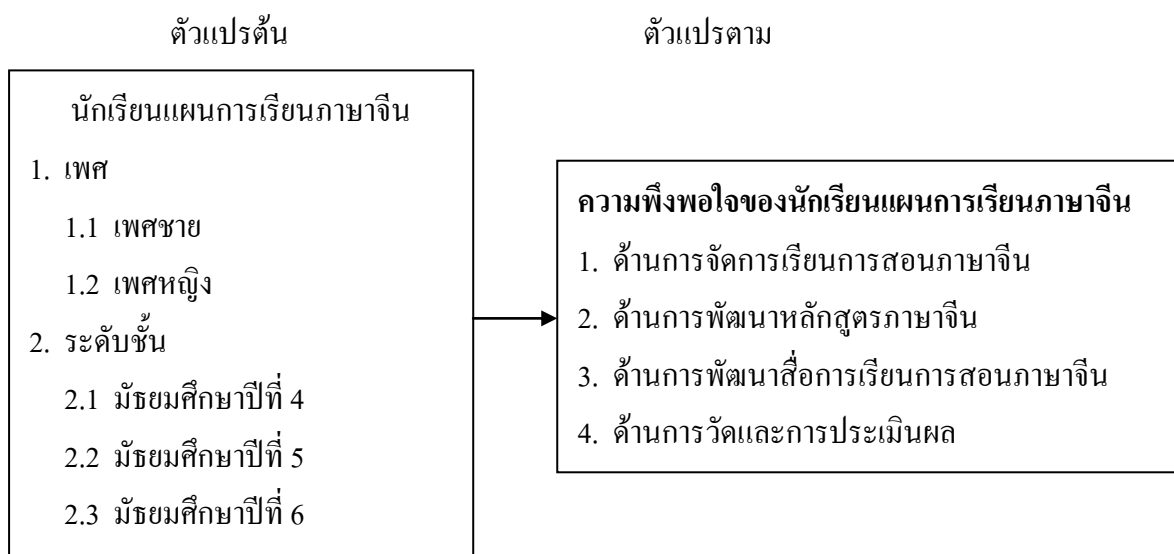 ตัวแปรต้น
ตัวแปรตาม
นักเรียนแผนการเรียนภาษาจีน
1. เพศ
1.1 เพศชาย
1.2 เพศหญิง
2. ระดับชั้น
2.1 มัธยมศึกษาปีที่ 4
2.2 มัธยมศึกษาปีที่ 5
2.3 มัธยมศึกษาปีที่ 6
ความพึงพอใจของนักเรียนแผนการเรียนภาษาจีน
1. ด้านการจัดการเรียนการสอนภาษาจีน
2. ด้านการพัฒนาหลักสูตรภาษาจีน
3. ด้านการพัฒนาสื่อการเรียนการสอนภาษาจีน
4. ด้านการวัดและการประเมินผล